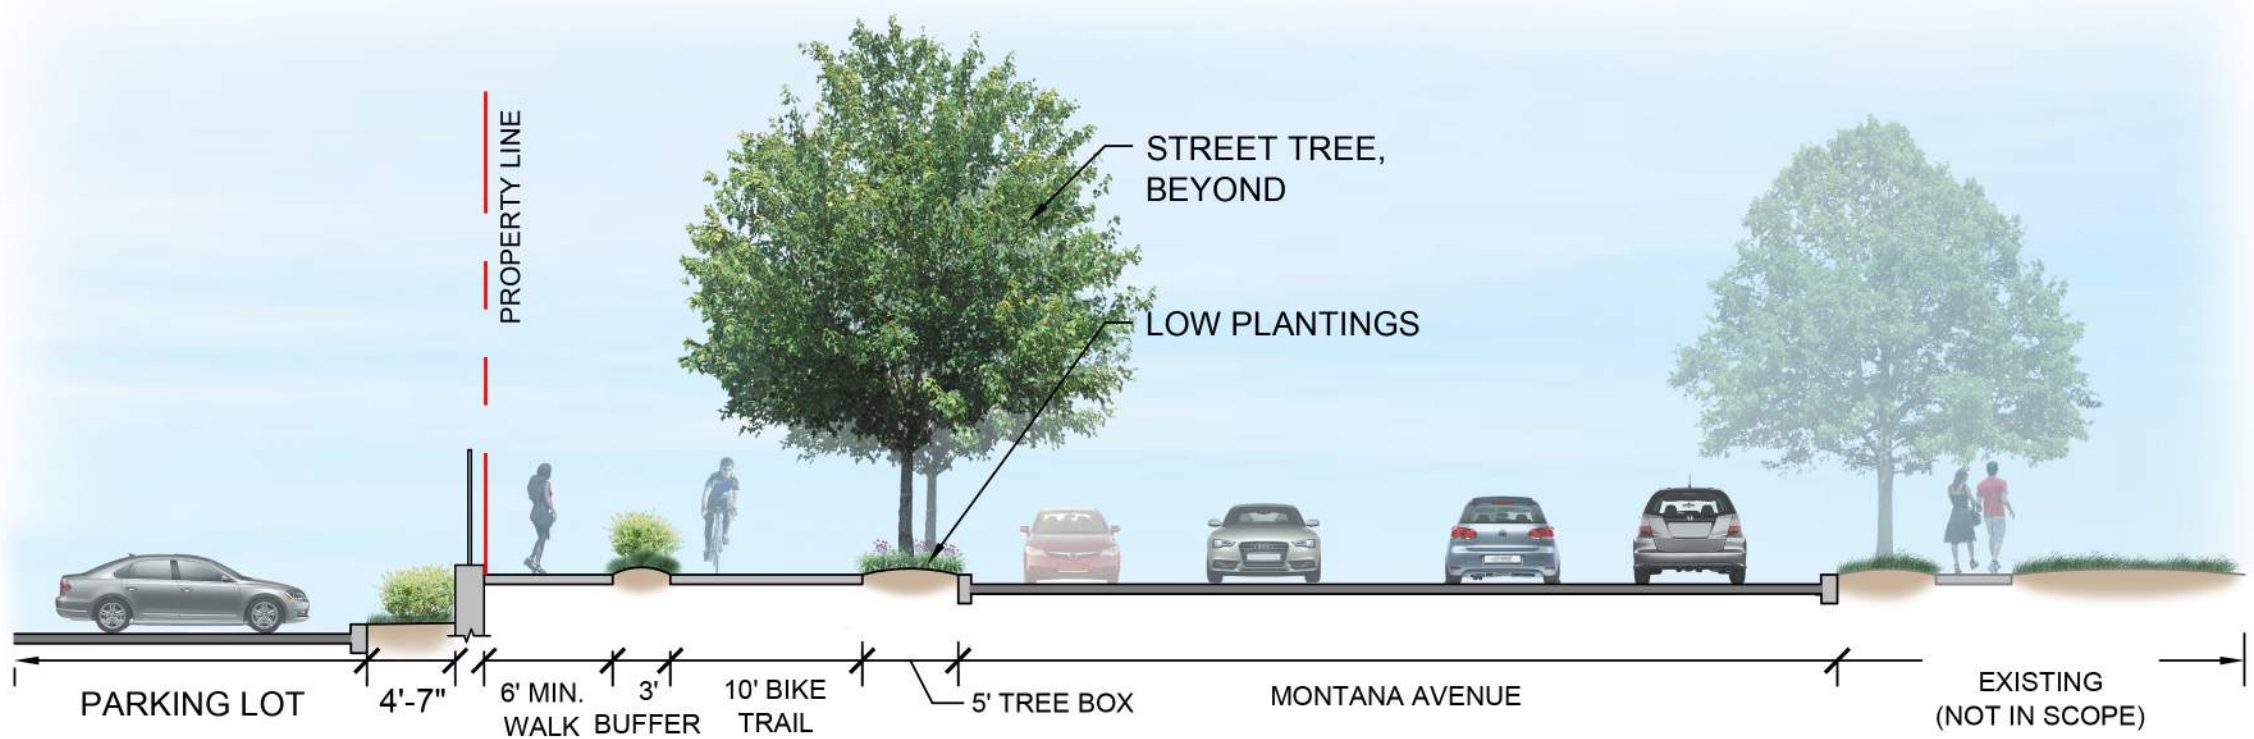 PROPERTY LINE
STREET TREE,
BEYOND
LOW PLANTINGS
PARKING LOT
4'-7"
6' MIN.
WALK
3'
BUFFER
10' BIKE
TRAIL
5' TREE BOX
MONTANA AVENUE
EXISTING
(NOT IN SCOPE)